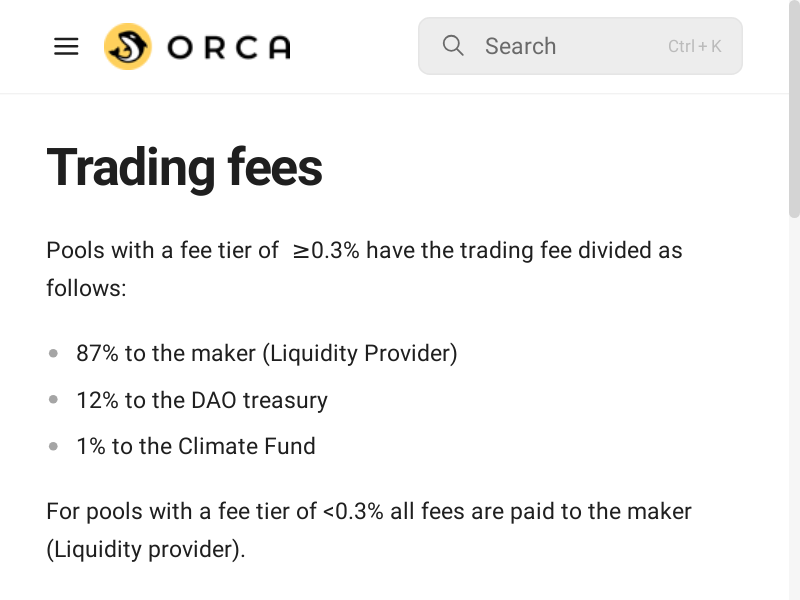 ORCA
Search
Ctrl + K
Trading fees
Pools with a fee tier of ≥0.3% have the trading fee divided as
follows:
87% to the maker (Liquidity Provider)
12% to the DAO treasury
1% to the Climate Fund
For pools with a fee tier of <0.3% all fees are paid to the maker
(Liquidity provider).